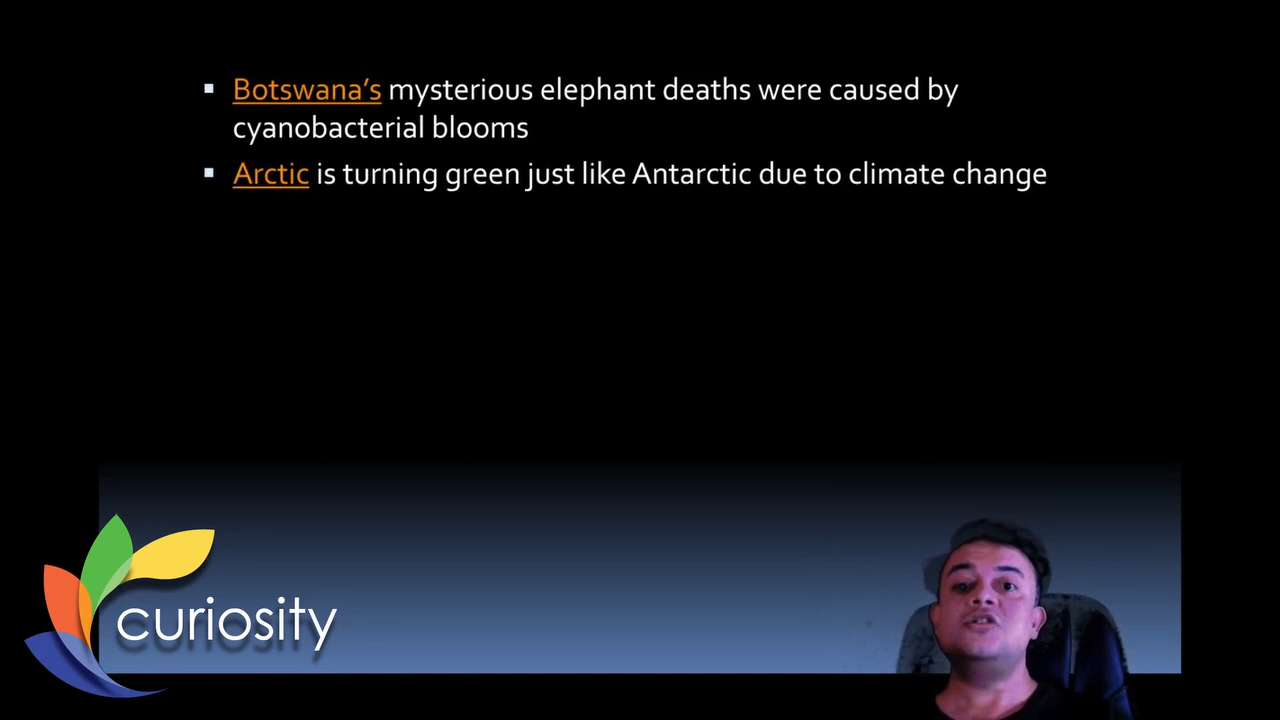 Botswana's mysterious elephant deaths were caused by
cyanobacterial blooms
Arctic is turning green just like Antarctic due to climate change
curiosity